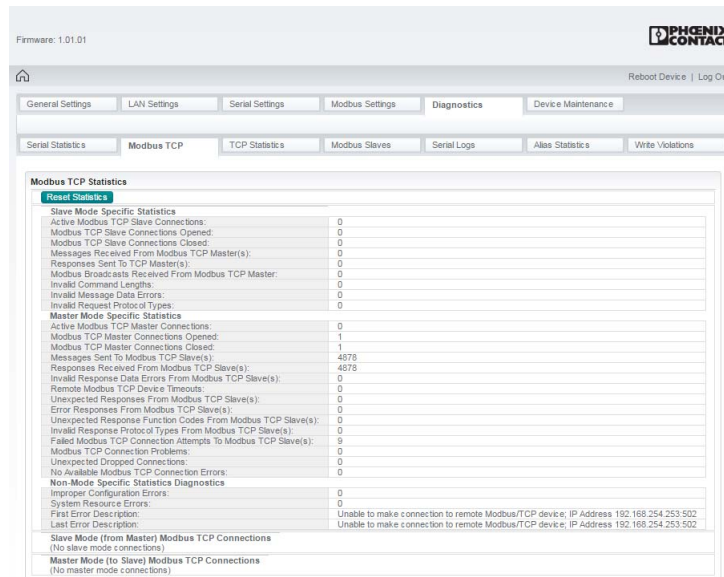 Firmware: 1.01.01
PHŒNIX
CONTACT
Reboot Device | Log
General Settings LAN Settings Serial Settings Modbus Settings Diagnostics Device Maintenance
Serial Statistics Modbus TCP TCP Statistics Modbus Slaves Serial Logs Alias Statistics Write Violations
Modbus TCP Statistics
Reset Statistics
Slave Mode Specific Statistics
Active Modbus TCP Slave Connections: 0
Modbus TCP Slave Connections Opened: 0
Modbus TCP Slave Connections Closed: 0
Messages Received From Modbus TCP Master(s): 0
Responses Sent To TCP Master(s): 0
Modbus Broadcasts Received From Modbus TCP Master: 0
Invalid Command Lengths: 0
Invalid Message Data Errors: 0
Invalid Request Protocol Types: 0
Master Mode Specific Statistics
Active Modbus TCP Master Connections: 0
Modbus TCP Master Connections Opened: 1
Modbus TCP Master Connections Closed: 1
Messages Sent To Modbus TCP Slave(s): 4878
Responses Received From Modbus TCP Slave(s): 4878
Invalid Response Data Errors From Modbus TCP Slave(s): 0
Remote Modbus TCP Device Timeouts: 0
Unexpected Responses From Modbus TCP Slave(s): 0
Error Responses From Modbus TCP Slave(s): 0
Unexpected Response Function Codes From Modbus TCP Slave(s): 0
Invalid Response Protocol Types From Modbus TCP Slave(s): 0
Failed Modbus TCP Connection Attempts To Modbus TCP Slave(s): 9
Modbus TCP Connection Problems: 0
Unexpected Dropped Connections: 0
No Available Modbus TCP Connection Errors: 0
Non-Mode Specific Statistics Diagnostics
Improper Configuration Errors: 0
System Resource Errors: 0
First Error Description: Unable to make connection to remote Modbus/TCP device; IP Address 192.168.254.253:502
Last Error Description: Unable to make connection to remote Modbus/TCP device; IP Address 192.168.254.253:502
Slave Mode (from Master) Modbus TCP Connections
(No slave mode connections)
Master Mode (to Slave) Modbus TCP Connections
(No master mode connections)